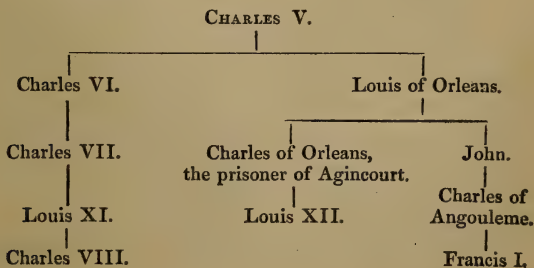 CHARLES V.
Charles VI. Louis of Orleans.
Charles VII. Charles of Orleans, John.
the prisoner of Agincourt. Charles of
Louis XI. Louis XII. Angouleme.
Charles VIII. Francis I,